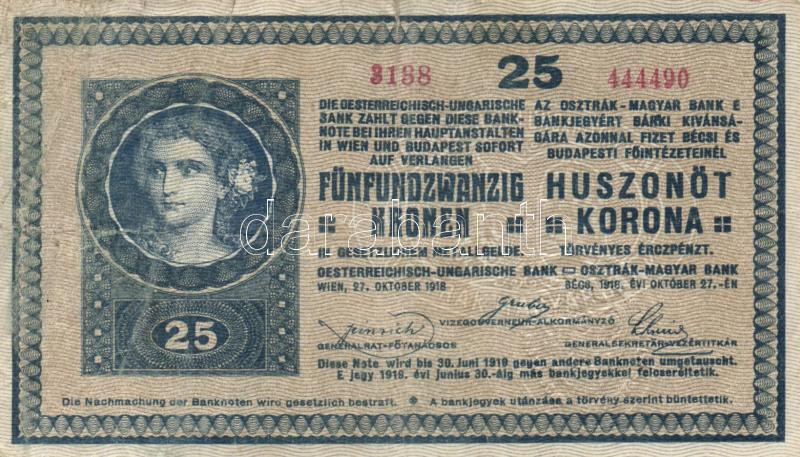 3188 25 444490
DIE OESTERREICHISCH-UNGARISCHE
BANK ZAHLT GEGEN DIESE BANK-
NOTE BEI IHREN HAUPTANSTALTEN
IN WIEN UND BUDAPEST SOFORT
AUF VERLANGEN
FÜNFUNDZWANZIG
KRONEN
IN GESETZLICHEM METALLGELDE.
OESTERREICHISCH-UNGARISCHE BANK
WIEN, 27. OKTOBER 1918
AZ OSZTRÁK-MAGYAR BANK E
BANKJEGYÉRT BÁRKI KIVÁNSÁ-
GÁRA AZONNAL FIZET BÉCSI ÉS
BUDAPESTI FŐINTÉZETEINÉL
HUSZONÖT
KORONA
TÖRVÉNYES ÉRCZPÉNZT.
OSZTRÁK-MAGYAR BANK
BÉCS, 1918. ÉVI OKTÓBER 27.-ÉN
Gruber
VIZEGOUVERNEUR-ALKORMÁNYZÓ
GENERALRAT-FŐTANÁCSOS
GENERALSEKRETÄR-VEZÉRTITKÁR
Diese Note wird bis 30. Juni 1919 gegen andere Banknoten umgetauscht.
E jegy 1919. évi junius 30.-áig más bankjegyekkel felcseréltetik.
25
Die Nachmachung der Banknoten wird gesetzlich bestraft. A bankjegyek utánzása a törvény szerint büntettetik.
darabanth